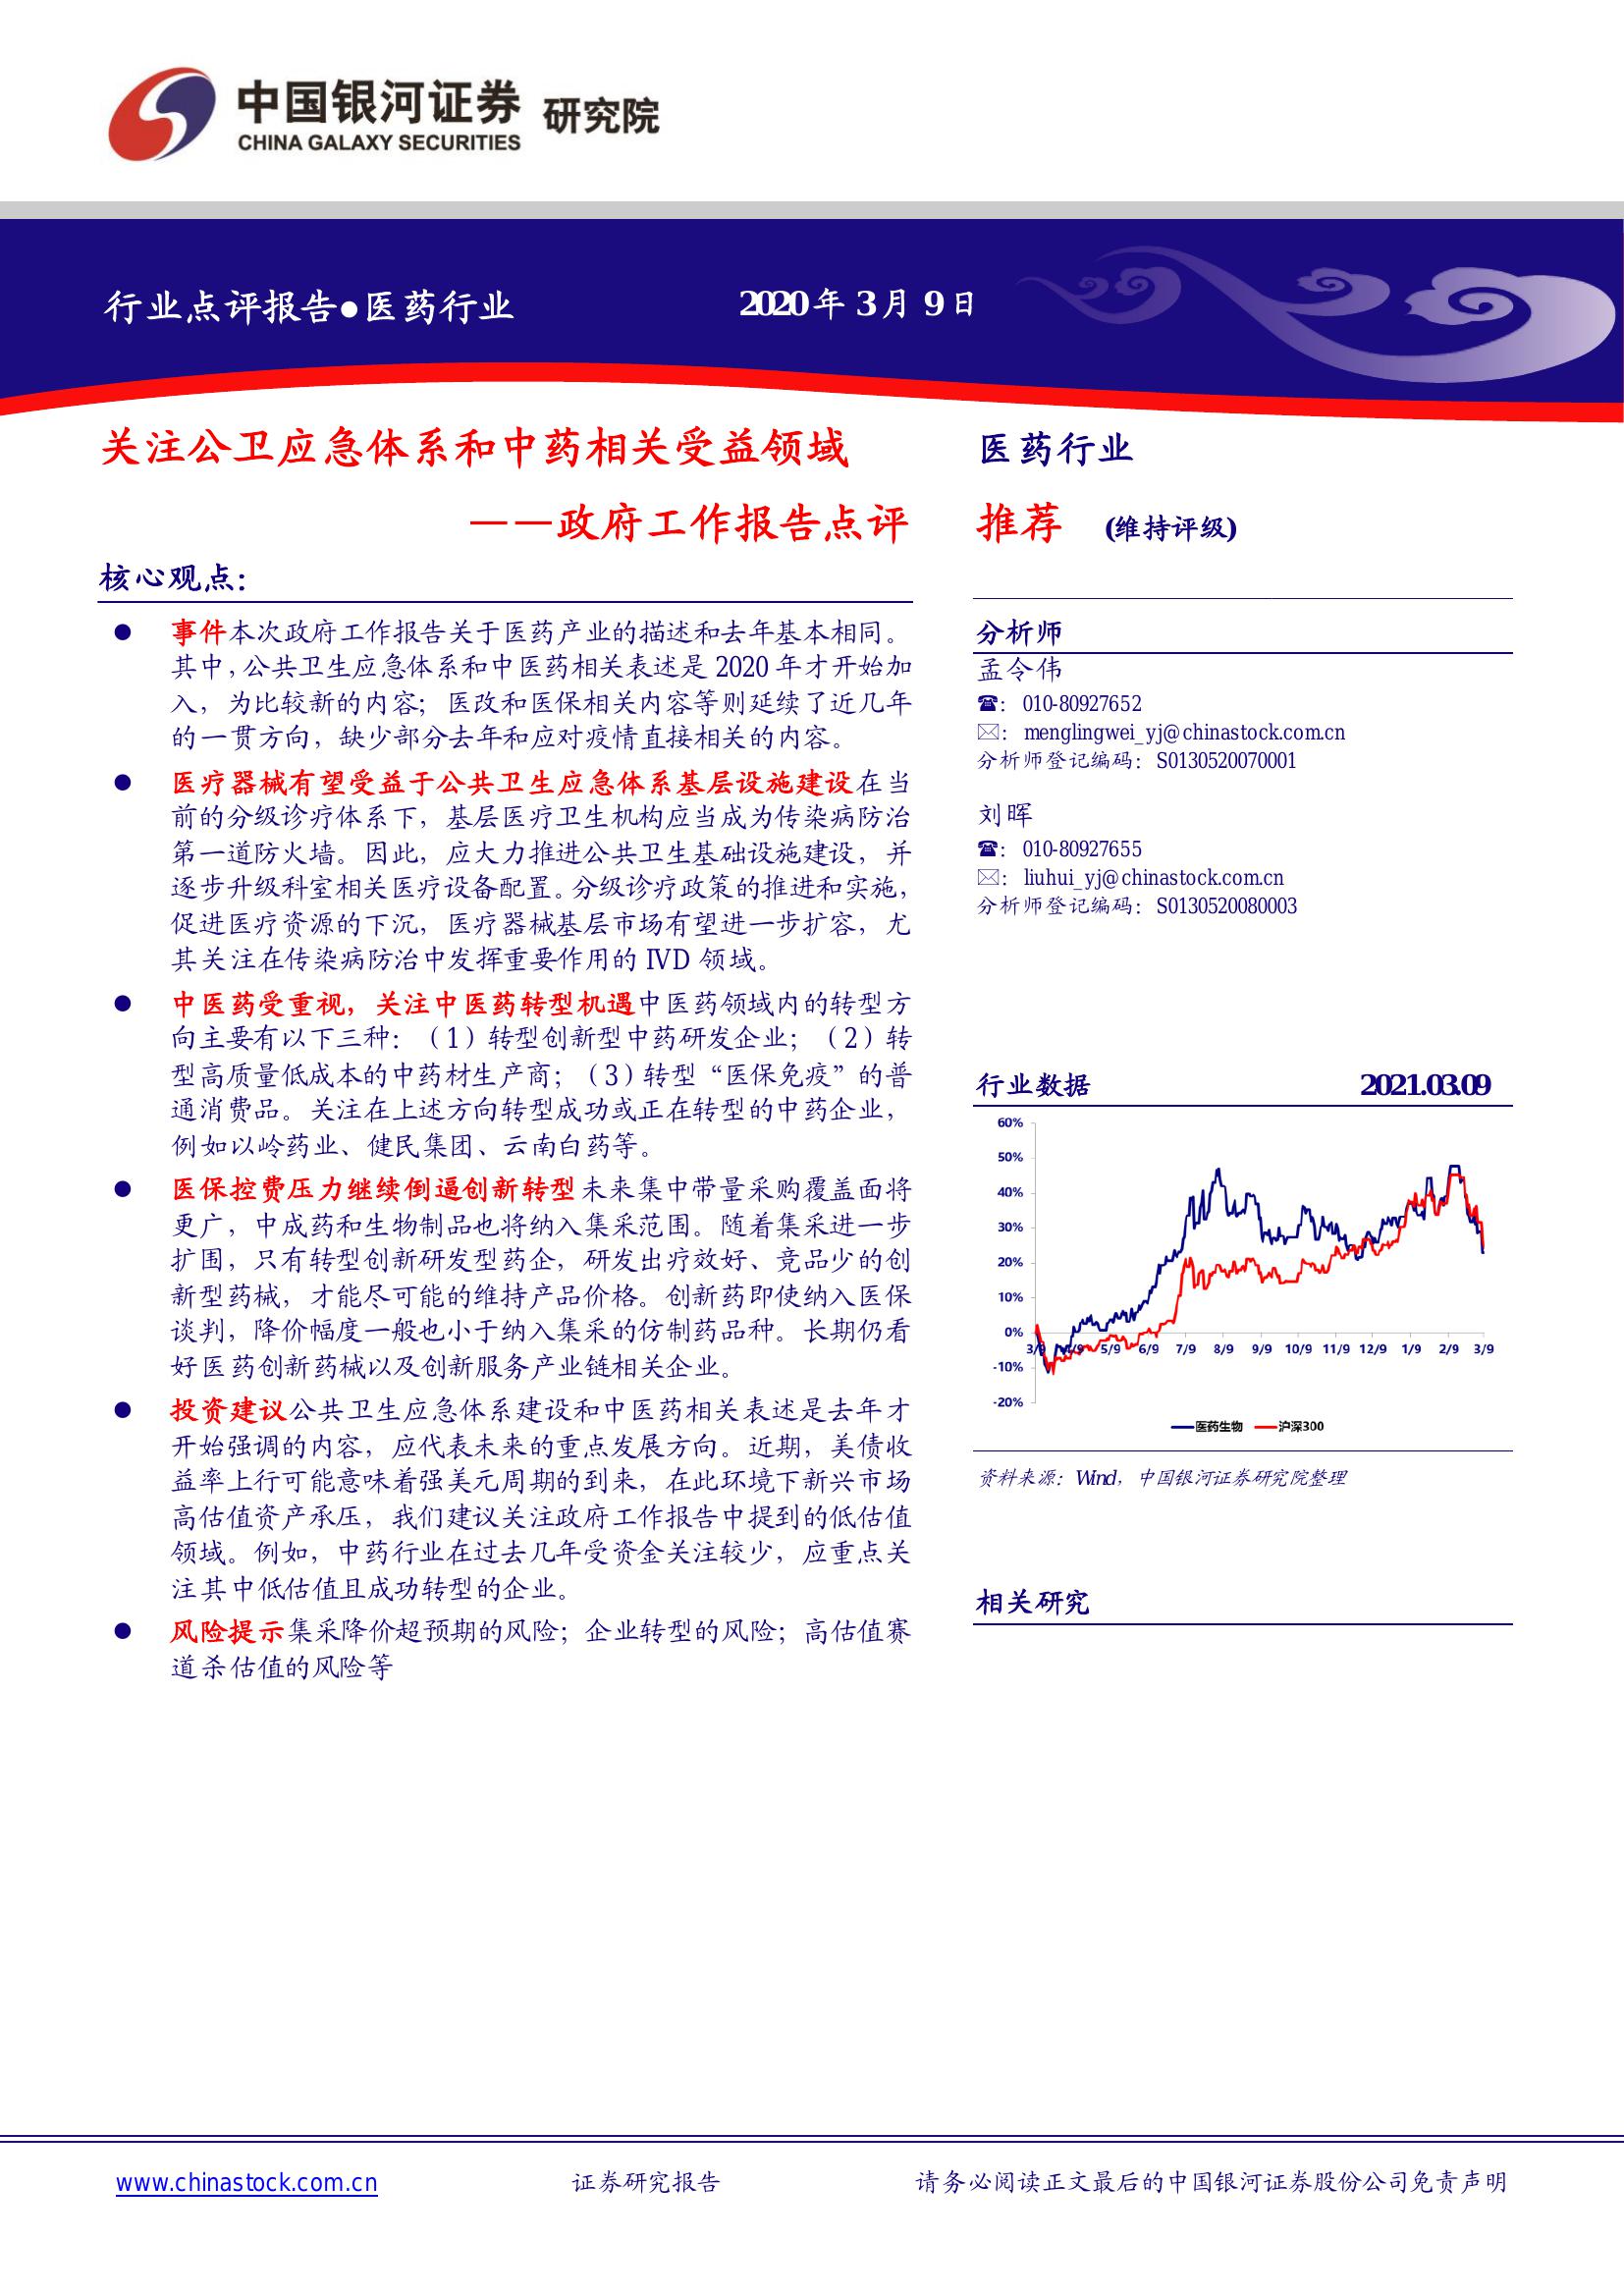 中国银河证券 研究院
CHINA GALAXY SECURITIES
行业点评报告●医药行业
2020年 3月 9日
关注公卫应急体系和中药相关受益领域
——政府工作报告点评
核心观点:
● 事件本次政府工作报告关于医药产业的描述和去年基本相同。
其中,公共卫生应急体系和中医药相关表述是 2020 年才开始加
入，为比较新的内容；医改和医保相关内容等则延续了近几年
的一贯方向，缺少部分去年和应对疫情直接相关的内容。
● 医疗器械有望受益于公共卫生应急体系基层设施建设在当
前的分级诊疗体系下，基层医疗卫生机构应当成为传染病防治
第一道防火墙。因此，应大力推进公共卫生基础设施建设，并
逐步升级科室相关医疗设备配置。分级诊疗政策的推进和实施，
促进医疗资源的下沉，医疗器械基层市场有望进一步扩容，尤
其关注在传染病防治中发挥重要作用的 IVD 领域。
● 中医药受重视，关注中医药转型机遇中医药领域内的转型方
向主要有以下三种：（1）转型创新型中药研发企业；（2）转
型高质量低成本的中药材生产商；（3）转型“医保免疫”的普
通消费品。关注在上述方向转型成功或正在转型的中药企业，
例如以岭药业、健民集团、云南白药等。
● 医保控费压力继续倒逼创新转型未来集中带量采购覆盖面将
更广，中成药和生物制品也将纳入集采范围。随着集采进一步
扩围，只有转型创新研发型药企，研发出疗效好、竞品少的创
新型药械，才能尽可能的维持产品价格。创新药即使纳入医保
谈判，降价幅度一般也小于纳入集采的仿制药品种。长期仍看
好医药创新药械以及创新服务产业链相关企业。
● 投资建议公共卫生应急体系建设和中医药相关表述是去年才
开始强调的内容，应代表未来的重点发展方向。近期，美债收
益率上行可能意味着强美元周期的到来，在此环境下新兴市场
高估值资产承压，我们建议关注政府工作报告中提到的低估值
领域。例如，中药行业在过去几年受资金关注较少，应重点关
注其中低估值且成功转型的企业。
● 风险提示集采降价超预期的风险；企业转型的风险；高估值赛
道杀估值的风险等
医药行业
推荐 (维持评级)
分析师
孟令伟
☎：010-80927652
✉：menglingwei_yj@chinastock.com.cn
分析师登记编码：S0130520070001
刘晖
☎：010-80927655
✉：liuhui_yj@chinastock.com.cn
分析师登记编码：S0130520080003
行业数据 2021.03.09
60%
50%
40%
30%
20%
10%
0%
-10%
-20%
3/9 4/9 5/9 6/9 7/9 8/9 9/9 10/9 11/9 12/9 1/9 2/9 3/9
医药生物 沪深300
资料来源：Wind，中国银河证券研究院整理
相关研究
www.chinastock.com.cn 证券研究报告 请务必阅读正文最后的中国银河证券股份公司免责声明